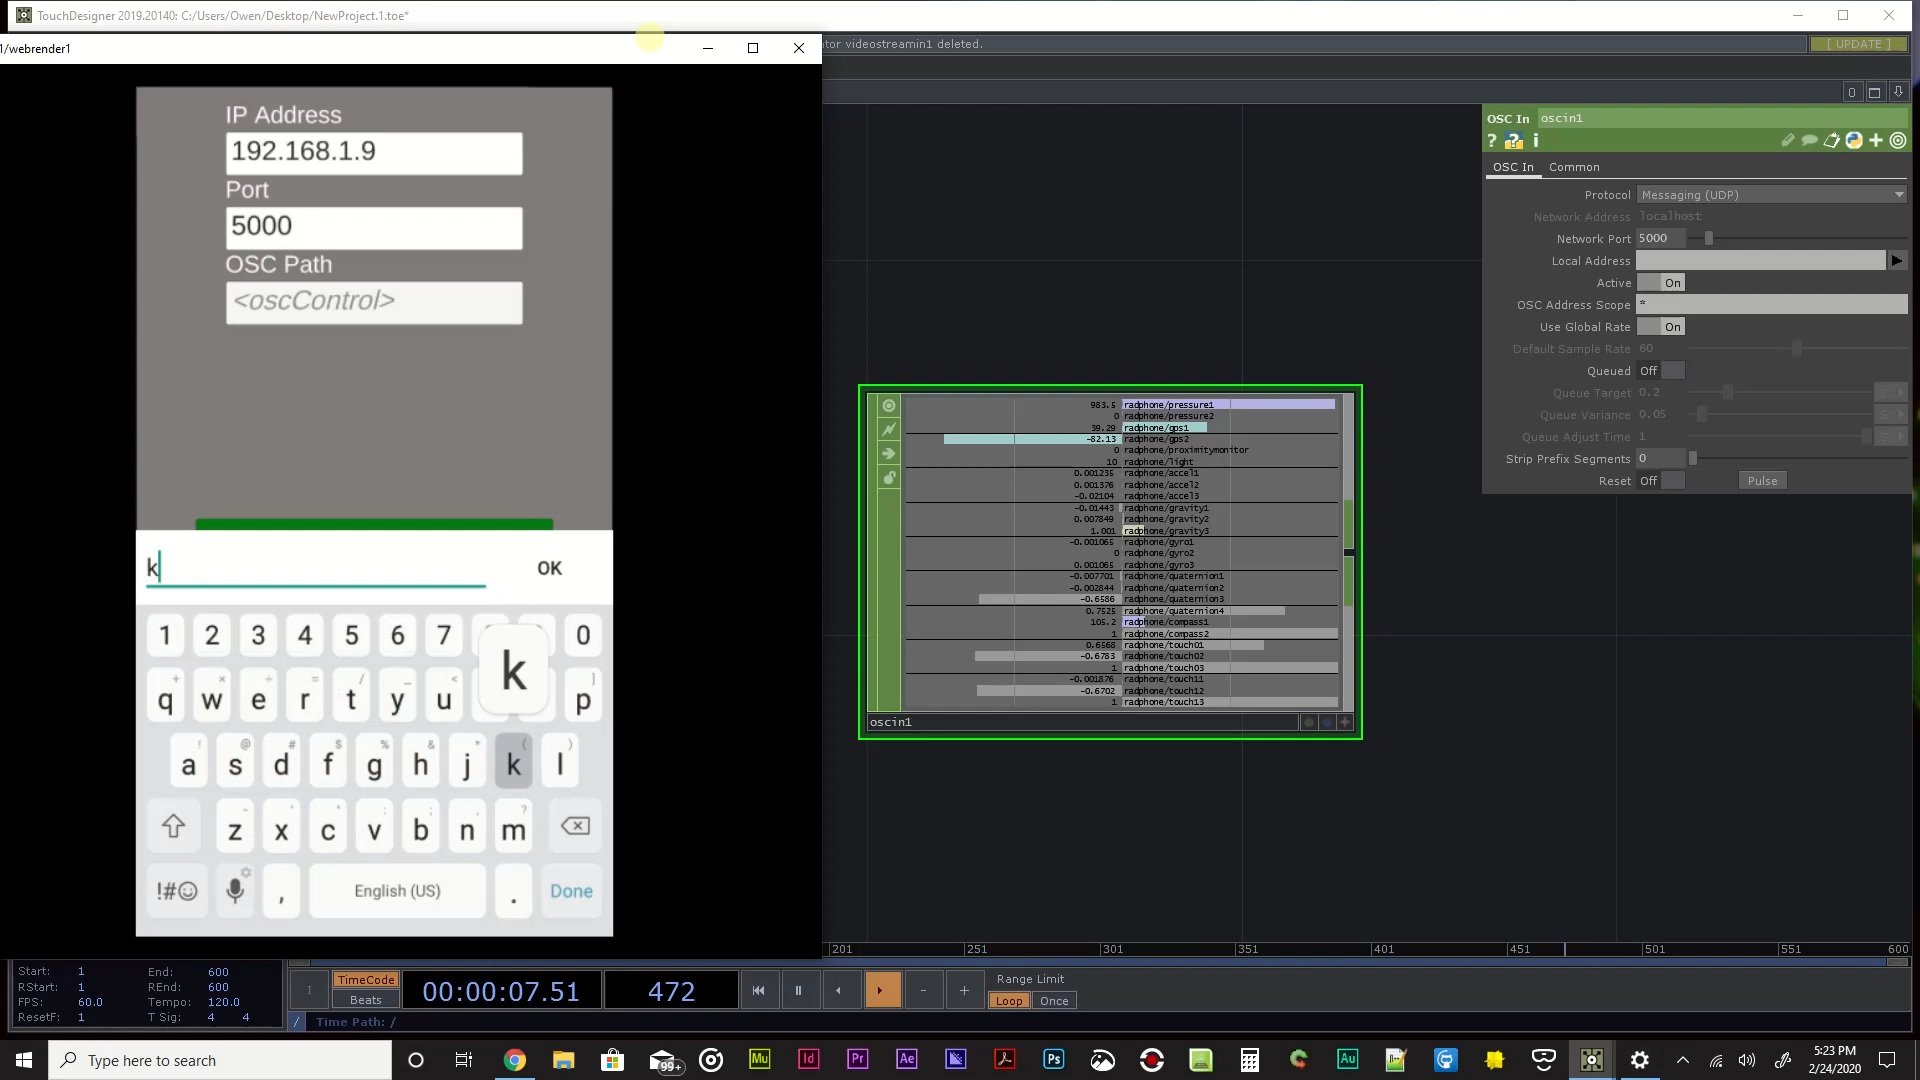 TouchDesigner 2019.20140: C:/Users/Owen/Desktop/NewProject.1.toe*
1/webrender1
tor videostreamin1 deleted.
[ UPDATE ]
0
IP Address
192.168.1.9
Port
5000
OSC Path
<oscControl>
k
OK
1 2 3 4 5 6 7 0
k
q w e r t y u p
a s d f g h j k l
z x c v b n m
!#☺ , English (US) . Done
OSC In oscin1
? ? i
OSC In Common
Protocol Messaging (UDP)
Network Address localhost
Network Port 5000
Local Address
Active On
OSC Address Scope *
Use Global Rate On
Default Sample Rate 60
Queued Off
Queue Target 0.2
Queue Variance 0.05
Queue Adjust Time 1
Strip Prefix Segments 0
Reset Off Pulse
983.5 radphone/pressure1
0 radphone/pressure2
39.29 radphone/gps1
-82.13 radphone/gps2
0 radphone/proximitymonitor
10 radphone/light
0.001235 radphone/accel1
0.001376 radphone/accel2
-0.02104 radphone/accel3
-0.01443 radphone/gravity1
0.007849 radphone/gravity2
1.001 radphone/gravity3
-0.001065 radphone/gyro1
0 radphone/gyro2
0.001065 radphone/gyro3
-0.007701 radphone/quaternion1
-0.002844 radphone/quaternion2
-0.6586 radphone/quaternion3
0.7525 radphone/quaternion4
105.2 radphone/compass1
1 radphone/compass2
0.6568 radphone/touch01
-0.6783 radphone/touch02
1 radphone/touch03
-0.001876 radphone/touch11
-0.6702 radphone/touch12
1 radphone/touch13
oscin1
201 251 301 351 401 451 501 551 600
Start: 1 End: 600
RStart: 1 REnd: 600
FPS: 60.0 Tempo: 120.0
ResetF: 1 T Sig: 4 4
TimeCode
Beats
00:00:07.51
472
Range Limit
Loop Once
/ Time Path: /
Type here to search
99+
Mu Id Pr Ae Ps Au
5:23 PM
2/24/2020